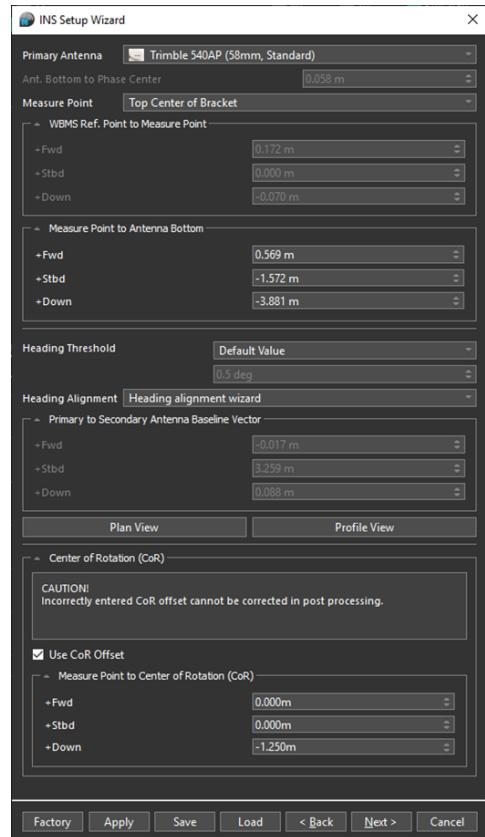 INS Setup Wizard
Primary Antenna Trimble 540AP (58mm, Standard)
Ant. Bottom to Phase Center 0.058 m
Measure Point Top Center of Bracket
WBMS Ref. Point to Measure Point
+Fwd 0.172 m
+Stbd 0.000 m
+Down -0.070 m
Measure Point to Antenna Bottom
+Fwd 0.569 m
+Stbd -1.572 m
+Down -3.881 m
Heading Threshold Default Value
0.5 deg
Heading Alignment Heading alignment wizard
Primary to Secondary Antenna Baseline Vector
+Fwd -0.017 m
+Stbd 3.259 m
+Down 0.088 m
Plan View Profile View
Center of Rotation (CoR)
CAUTION!
Incorrectly entered CoR offset cannot be corrected in post processing.
Use CoR Offset
Measure Point to Center of Rotation (CoR)
+Fwd 0.000m
+Stbd 0.000m
+Down -1.250m
Factory Apply Save Load < Back Next > Cancel